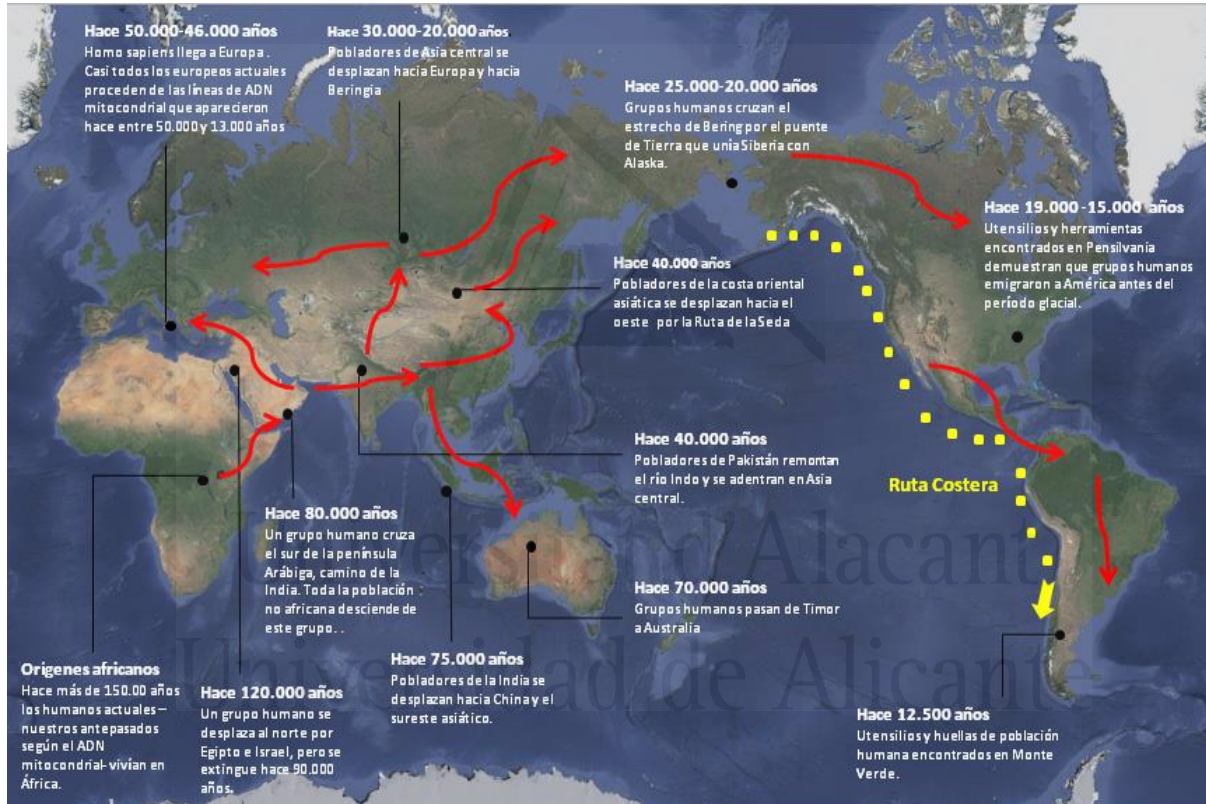 Hace 50.000-46.000 años
Homo sapiens llega a Europa.
Casi todos los europeos actuales
proceden de las líneas de ADN
mitocondrial que aparecieron
hace entre 50.000 y 13.000 años
Hace 30.000-20.000 años
Pobladores de Asia central se
desplazan hacia Europa y hacia
Beringia
Hace 25.000-20.000 años
Grupos humanos cruzan el
estrecho de Bering por el puente
de Tierra que unía Siberia con
Alaska.
Hace 19.000-15.000 años
Utensilios y herramientas
encontrados en Pensilvania
demuestran que grupos humanos
emigraron a América antes del
período glacial.
Hace 40.000 años
Pobladores de la costa oriental
asiática se desplazan hacia el
oeste por la Ruta de la Seda
Hace 40.000 años
Pobladores de Pakistán remontan
el río Indo y se adentran en Asia
central.
Ruta Costera
Hace 80.000 años
Un grupo humano cruza
el sur de la península
Arábiga, camino de la
India. Toda la población
no africana desciende de
este grupo. .
Hace 70.000 años
Grupos humanos pasan de Timor
a Australia
Orígenes africanos
Hace más de 150.00 años
los humanos actuales –
nuestros antepasados
según el ADN
mitocondrial- vivían en
África.
Hace 120.000 años
Un grupo humano se
desplaza al norte por
Egipto e Israel, pero se
extingue hace 90.000
años.
Hace 75.000 años
Pobladores de la India se
desplazan hacia China y el
sureste asiático.
Hace 12.500 años
Utensilios y huellas de población
humana encontrados en Monte
Verde.
Universitat d'Alacant
Universidad de Alicante